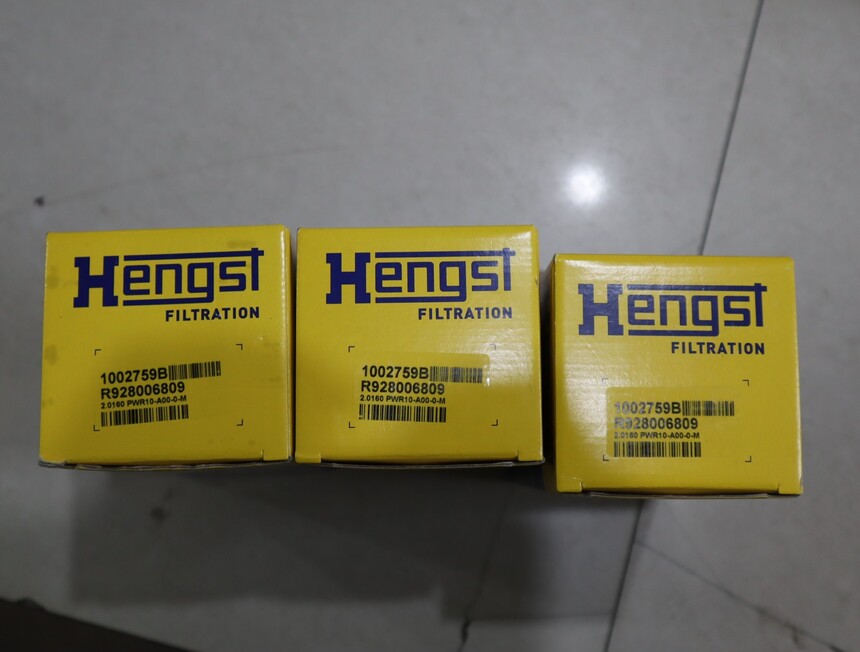 Hengst
FILTRATION
1002759B
R928006809
2.0160 PWR10-A00-0-M
Hengst
FILTRATION
1002759B
R928006809
2.0160 PWR10-A00-0-M
Hengst
FILTRATION
1002759B
R928006809
2.0160 PWR10-A00-0-M